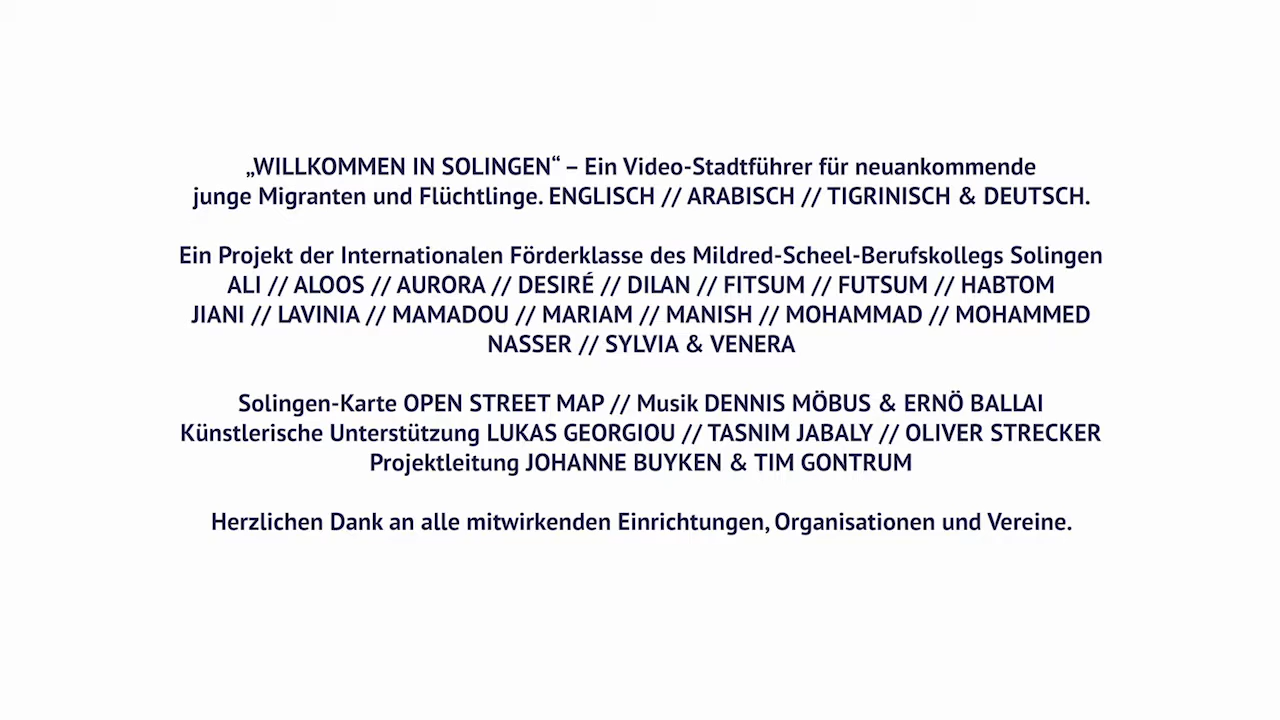 „WILLKOMMEN IN SOLINGEN“ – Ein Video-Stadtführer für neuankommende
junge Migranten und Flüchtlinge. ENGLISCH // ARABISCH // TIGRINISCH & DEUTSCH.
Ein Projekt der Internationalen Förderklasse des Mildred-Scheel-Berufskollegs Solingen
ALI // ALOOS // AURORA // DESIRÉ // DILAN // FITSUM // FUTSUM // HABTOM
JIANI // LAVINIA // MAMADOU // MARIAM // MANISH // MOHAMMAD // MOHAMMED
NASSER // SYLVIA & VENERA
Solingen-Karte OPEN STREET MAP // Musik DENNIS MÖBUS & ERNÖ BALLAI
Künstlerische Unterstützung LUKAS GEORGIOU // TASNIM JABALY // OLIVER STRECKER
Projektleitung JOHANNE BUYKEN & TIM GONTRUM
Herzlichen Dank an alle mitwirkenden Einrichtungen, Organisationen und Vereine.